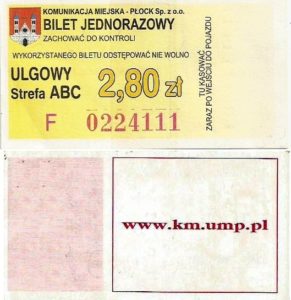 KOMUNIKACJA MIEJSKA - PŁOCK Sp. z o.o.
BILET JEDNORAZOWY
ZACHOWAĆ DO KONTROLI
WYKORZYSTANEGO BILETU ODSTĘPOWAĆ NIE WOLNO
ULGOWY
Strefa ABC
2,80 zł
F 0224111
TU KASOWAĆ
ZARAZ PO WEJŚCIU DO POJAZDU
www.km.ump.pl